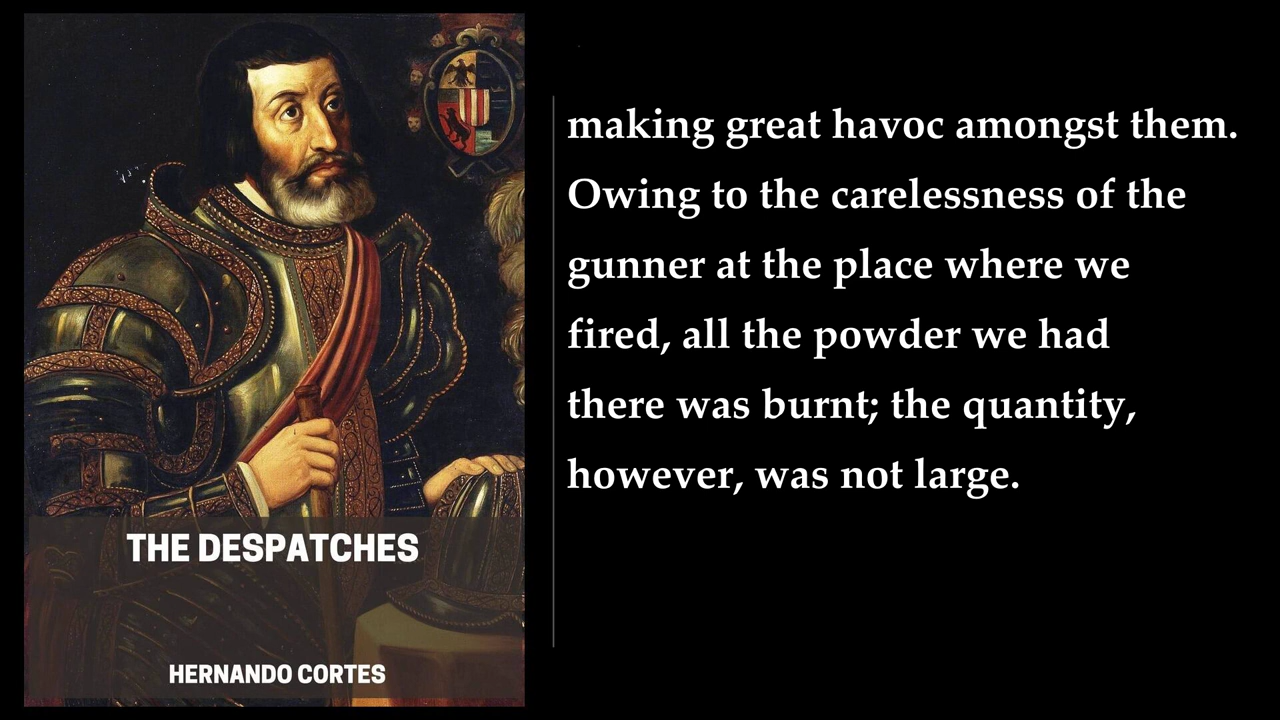 making great havoc amongst them.
Owing to the carelessness of the
gunner at the place where we
fired, all the powder we had
there was burnt; the quantity,
however, was not large.
THE DESPATCHES
HERNANDO CORTES